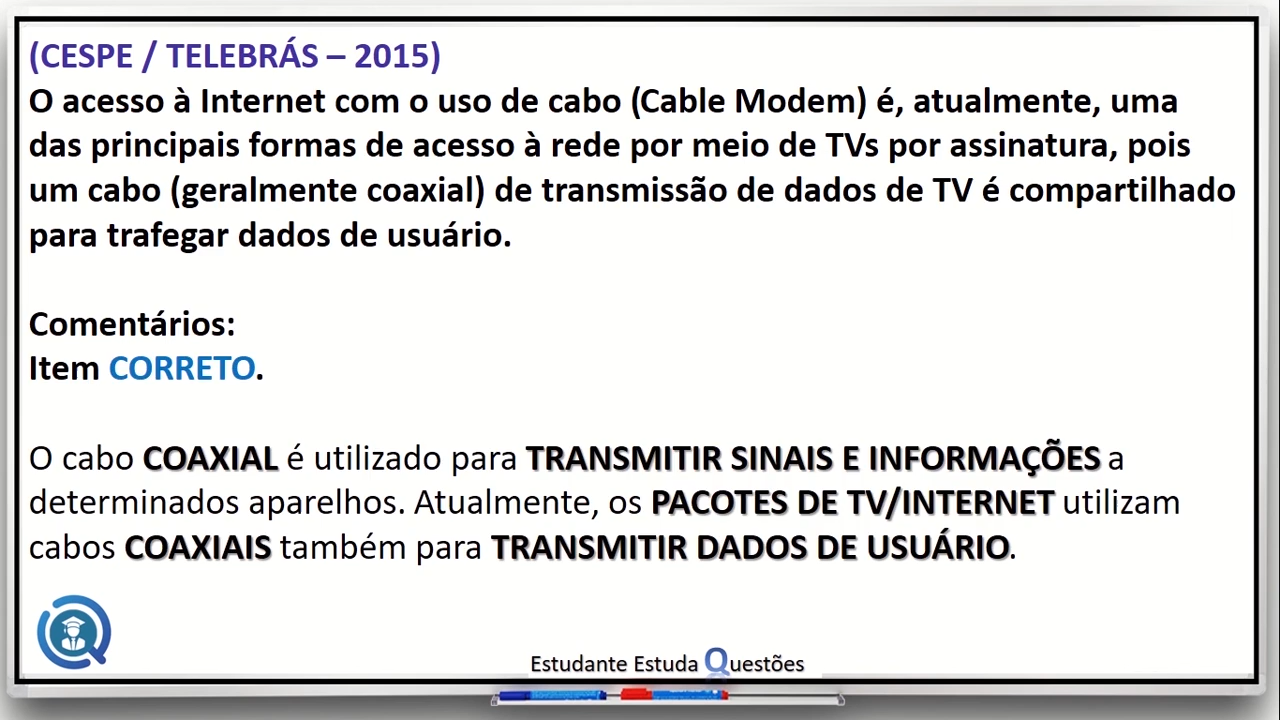 (CESPE / TELEBRÁS – 2015)
O acesso à Internet com o uso de cabo (Cable Modem) é, atualmente, uma
das principais formas de acesso à rede por meio de TVs por assinatura, pois
um cabo (geralmente coaxial) de transmissão de dados de TV é compartilhado
para trafegar dados de usuário.
Comentários:
Item CORRETO.
O cabo COAXIAL é utilizado para TRANSMITIR SINAIS E INFORMAÇÕES a
determinados aparelhos. Atualmente, os PACOTES DE TV/INTERNET utilizam
cabos COAXIAIS também para TRANSMITIR DADOS DE USUÁRIO.
Estudante Estuda Questões